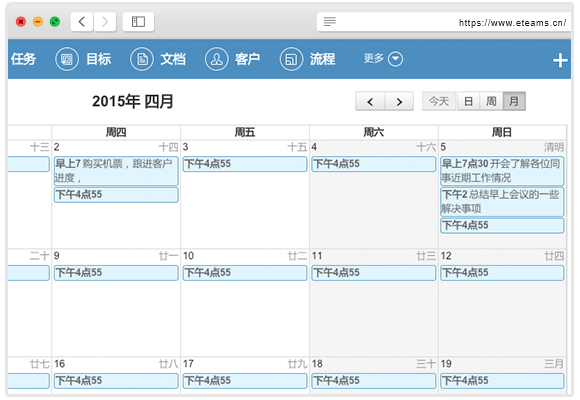 https://www.eteams.cn/
任务 目标 文档 客户 流程 更多
2015年 四月 今天 日 周 月
周四 周五 周六 周日
十三 2 十四 3 十五 4 十六 5 清明
早上7 购买机票，跟进客户 下午4点55 下午4点55 早上7点30 开会了解各位同
进度， 事近期工作情况
下午4点55 下午2 总结早上会议的一些
解决事项
下午4点55
二十 9 廿一 10 廿二 11 廿三 12 廿四
下午4点55 下午4点55 下午4点55 下午4点55
廿七 16 廿八 17 廿九 18 三十 19 三月
下午4点55 下午4点55 下午4点55 下午4点55